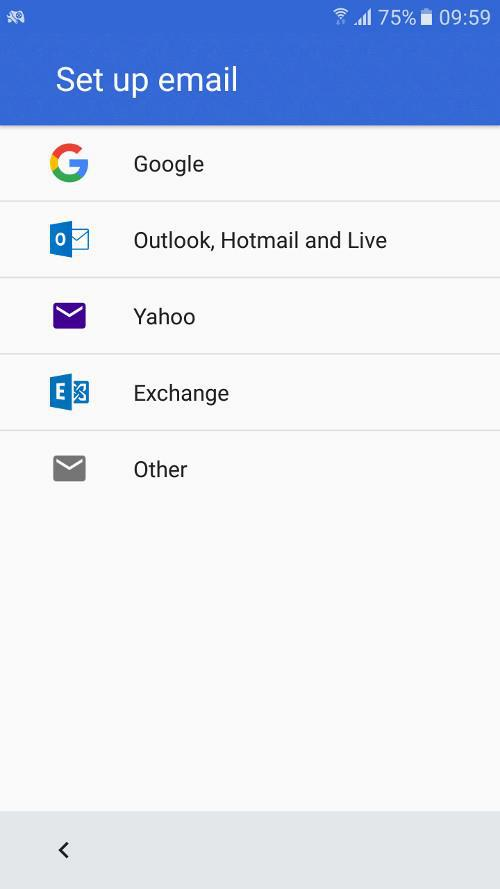 75% 09:59
Set up email
Google
Outlook, Hotmail and Live
Yahoo
Exchange
Other